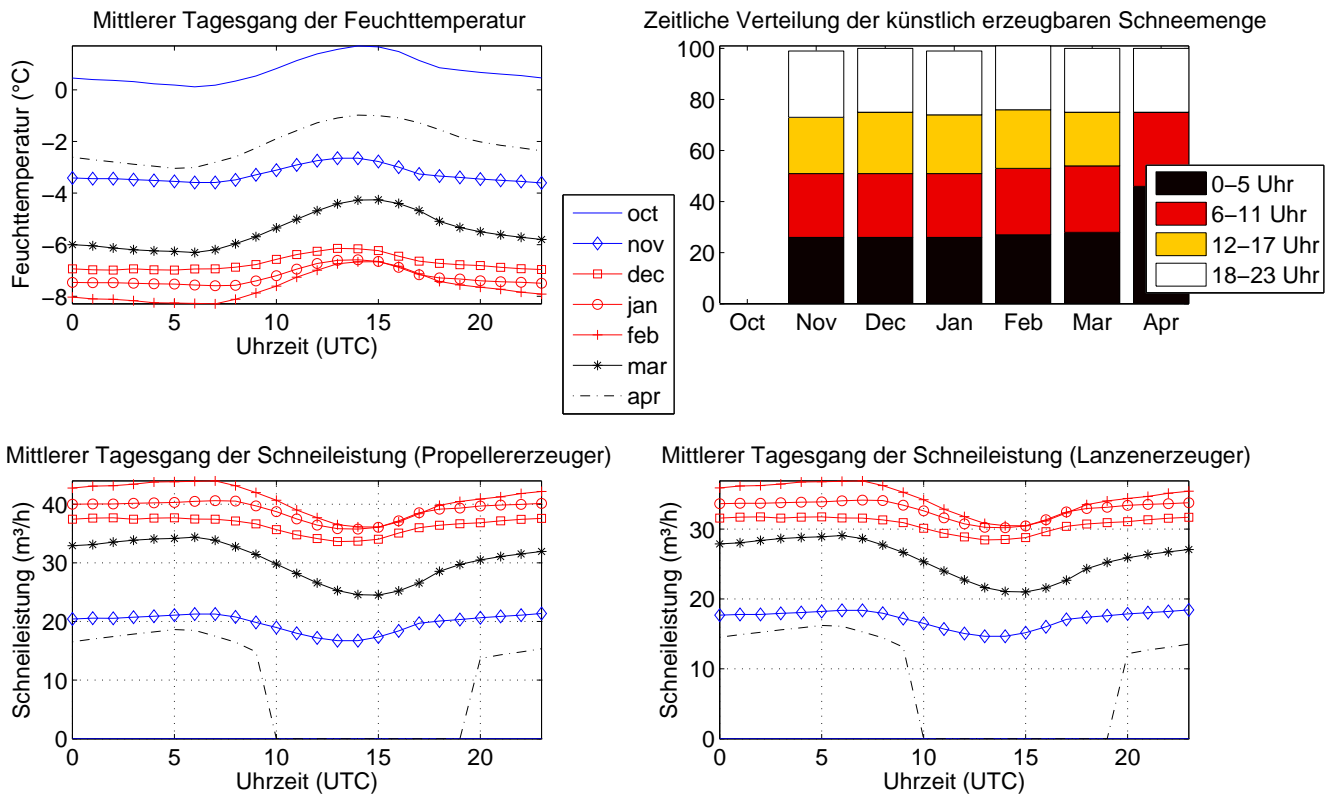 Mittlerer Tagesgang der Feuchttemperatur
0
−2
−4
−6
−8
Feuchttemperatur (°C)
0 5 10 15 20
Uhrzeit (UTC)
oct
nov
dec
jan
feb
mar
apr
Zeitliche Verteilung der künstlich erzeugbaren Schneemenge
100
80
60
40
20
0
Oct Nov Dec Jan Feb Mar Apr
0−5 Uhr
6−11 Uhr
12−17 Uhr
18−23 Uhr
Mittlerer Tagesgang der Schneileistung (Propellererzeuger)
40
30
20
10
0
Schneileistung (m³/h)
0 5 10 15 20
Uhrzeit (UTC)
Mittlerer Tagesgang der Schneileistung (Lanzenerzeuger)
30
20
10
0
Schneileistung (m³/h)
0 5 10 15 20
Uhrzeit (UTC)